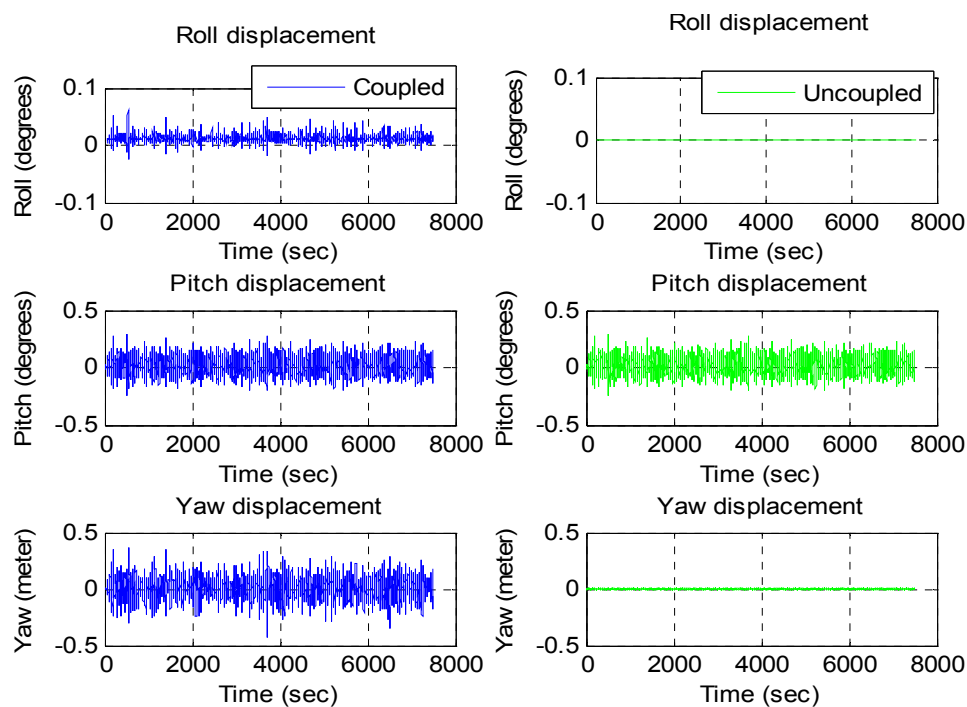 Roll displacement
Roll (degrees)
0.1
0
-0.1
Coupled
0 2000 4000 6000 8000
Time (sec)
Roll displacement
Roll (degrees)
0.1
0
-0.1
Uncoupled
0 2000 4000 6000 8000
Time (sec)
Pitch displacement
Pitch (degrees)
0.5
0
-0.5
0 2000 4000 6000 8000
Time (sec)
Pitch displacement
Pitch (degrees)
0.5
0
-0.5
0 2000 4000 6000 8000
Time (sec)
Yaw displacement
Yaw (meter)
0.5
0
-0.5
0 2000 4000 6000 8000
Time (sec)
Yaw displacement
Yaw (meter)
0.5
0
-0.5
0 2000 4000 6000 8000
Time (sec)